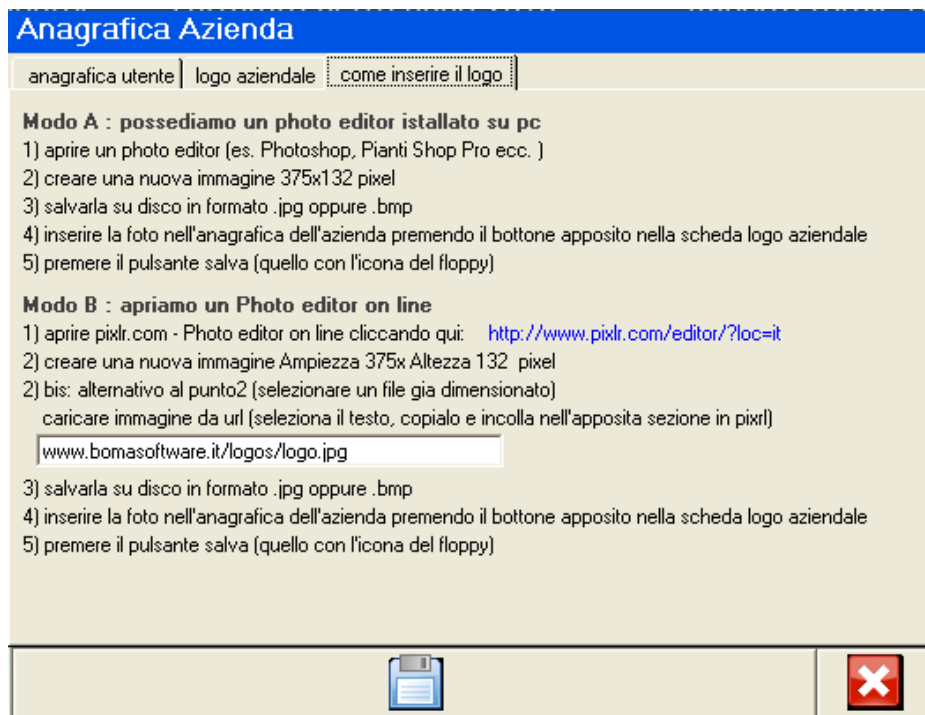 Anagrafica Azienda
anagrafica utente logo aziendale come inserire il logo
Modo A : possediamo un photo editor istallato su pc
1) aprire un photo editor (es. Photoshop, Pianti Shop Pro ecc. )
2) creare una nuova immagine 375x132 pixel
3) salvarla su disco in formato .jpg oppure .bmp
4) inserire la foto nell'anagrafica dell'azienda premendo il bottone apposito nella scheda logo aziendale
5) premere il pulsante salva (quello con l'icona del floppy)
Modo B : apriamo un Photo editor on line
1) aprire pixlr.com - Photo editor on line cliccando qui: http://www.pixlr.com/editor/?loc=it
2) creare una nuova immagine Ampiezza 375x Altezza 132 pixel
2) bis: alternativo al punto2 (selezionare un file gia dimensionato)
caricare immagine da url (seleziona il testo, copialo e incolla nell'apposita sezione in pixrl)
www.bomasoftware.it/logos/logo.jpg
3) salvarla su disco in formato .jpg oppure .bmp
4) inserire la foto nell'anagrafica dell'azienda premendo il bottone apposito nella scheda logo aziendale
5) premere il pulsante salva (quello con l'icona del floppy)